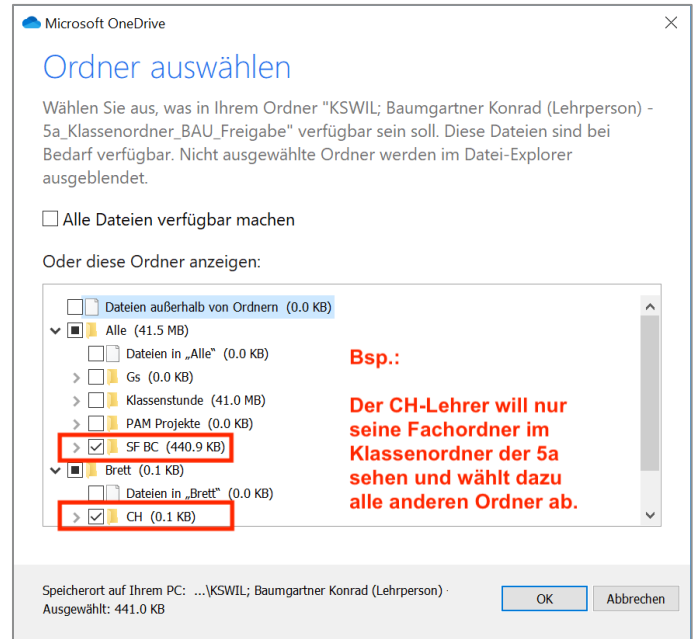 Microsoft OneDrive
Ordner auswählen
Wählen Sie aus, was in Ihrem Ordner "KSWIL; Baumgartner Konrad (Lehrperson) -
5a_Klassenordner_BAU_Freigabe" verfügbar sein soll. Diese Dateien sind bei
Bedarf verfügbar. Nicht ausgewählte Ordner werden im Datei-Explorer
ausgeblendet.
Alle Dateien verfügbar machen
Oder diese Ordner anzeigen:
Dateien außerhalb von Ordnern (0.0 KB)
Alle (41.5 MB)
Dateien in „Alle“ (0.0 KB)
Gs (0.0 KB)
Klassenstunde (41.0 MB)
PAM Projekte (0.0 KB)
SF BC (440.9 KB)
Brett (0.1 KB)
Dateien in „Brett“ (0.0 KB)
CH (0.1 KB)
Bsp.:
Der CH-Lehrer will nur
seine Fachordner im
Klassenordner der 5a
sehen und wählt dazu
alle anderen Ordner ab.
Speicherort auf Ihrem PC: ...\KSWIL; Baumgartner Konrad (Lehrperson) -
Ausgewählt: 441.0 KB
OK
Abbrechen